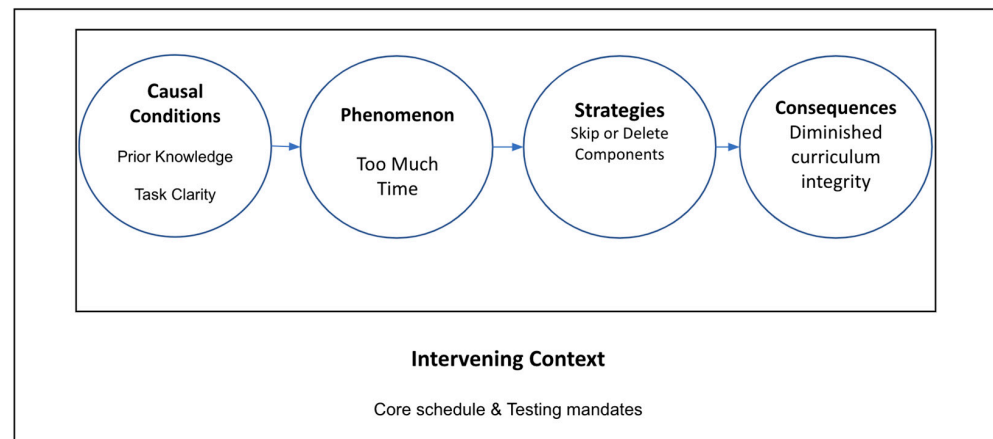 Causal
Conditions
Prior Knowledge
Task Clarity
Phenomenon
Too Much
Time
Strategies
Skip or Delete
Components
Consequences
Diminished
curriculum
integrity
Intervening Context
Core schedule & Testing mandates